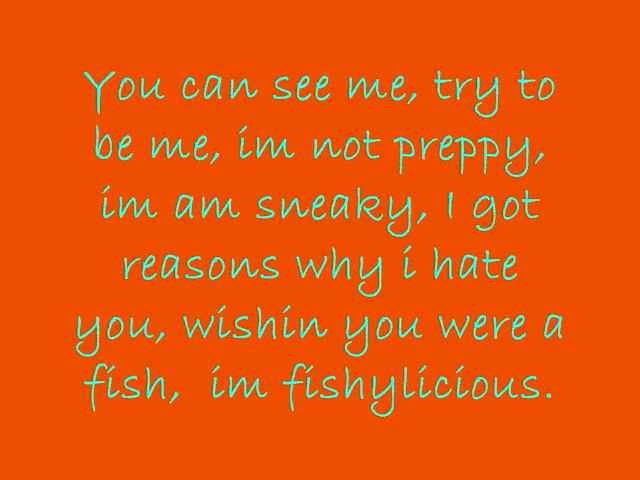 You can see me, try to
be me, im not preppy,
im am sneaky, I got
reasons why i hate
you, wishin you were a
fish,  im fishylicious.